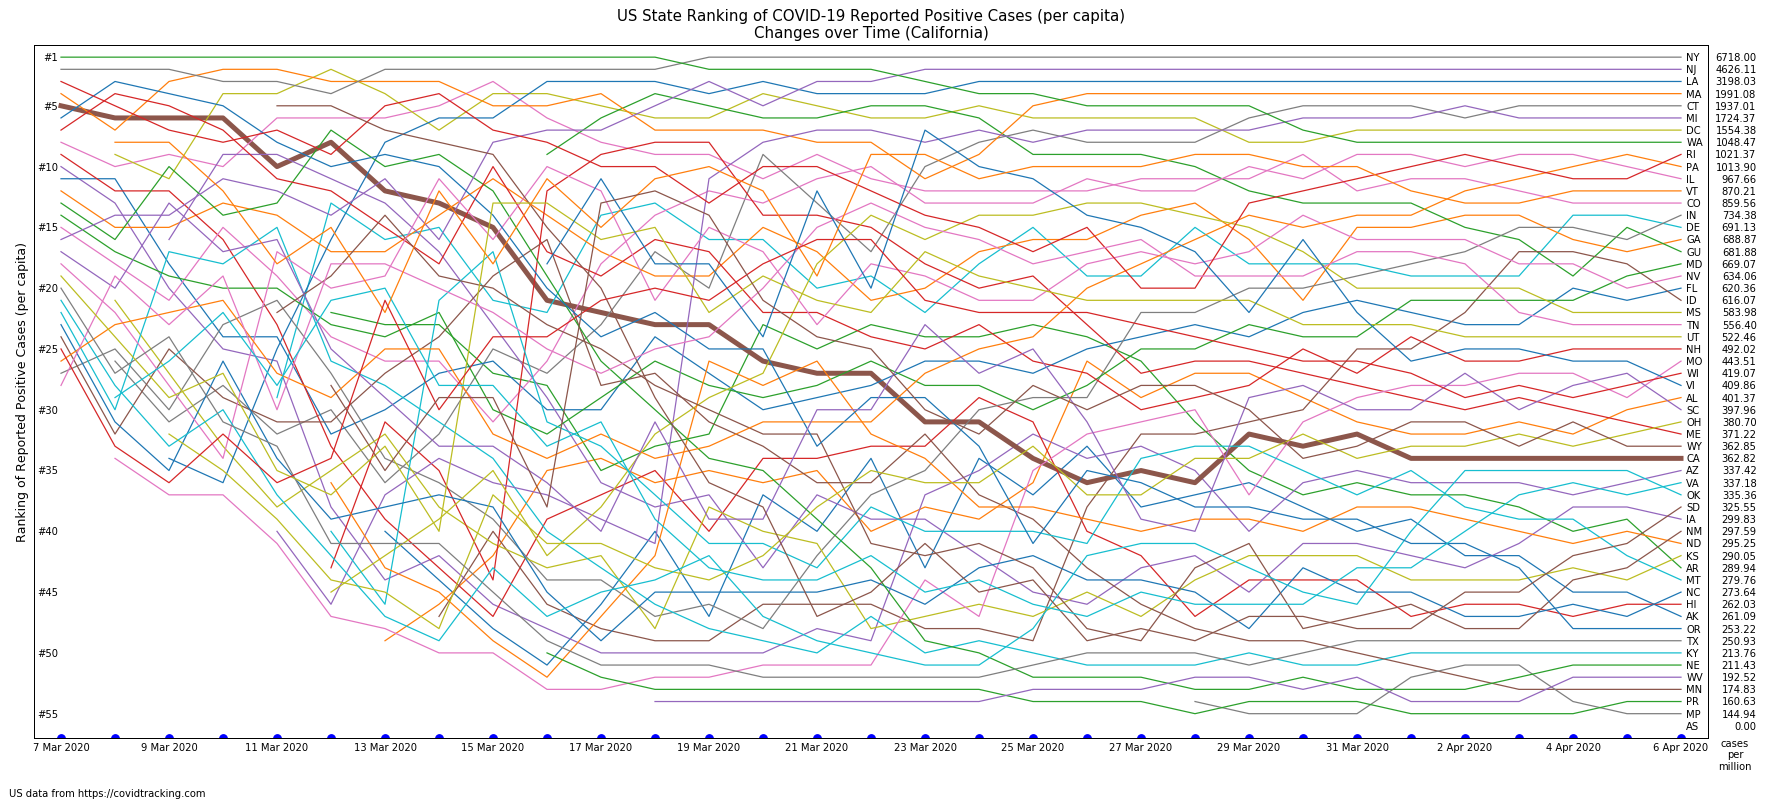 US State Ranking of COVID-19 Reported Positive Cases (per capita)
Changes over Time (California)
Ranking of Reported Positive Cases (per capita)
#1
#5
#10
#15
#20
#25
#30
#35
#40
#45
#50
#55
NY 6718.00
NJ 4626.11
LA 3198.03
MA 1991.08
CT 1937.01
MI 1724.37
DC 1554.38
WA 1048.47
RI 1021.37
PA 1013.90
IL 967.66
VT 870.21
CO 859.56
IN 734.38
DE 691.13
GA 688.87
GU 681.88
MD 669.07
NV 634.06
FL 620.36
ID 616.07
MS 583.98
TN 556.40
UT 522.46
NH 492.02
MO 443.51
WI 419.07
VI 409.86
AL 401.37
SC 397.96
OH 380.70
ME 371.22
WY 362.85
CA 362.82
AZ 337.42
VA 337.18
OK 335.36
SD 325.55
IA 299.83
NM 297.59
ND 295.25
KS 290.05
AR 289.94
MT 279.76
NC 273.64
HI 262.03
AK 261.09
OR 253.22
TX 250.93
KY 213.76
NE 211.43
WV 192.52
MN 174.83
PR 160.63
MP 144.94
AS 0.00
7 Mar 2020 9 Mar 2020 11 Mar 2020 13 Mar 2020 15 Mar 2020 17 Mar 2020 19 Mar 2020 21 Mar 2020 23 Mar 2020 25 Mar 2020 27 Mar 2020 29 Mar 2020 31 Mar 2020 2 Apr 2020 4 Apr 2020 6 Apr 2020
cases
per
million
US data from https://covidtracking.com